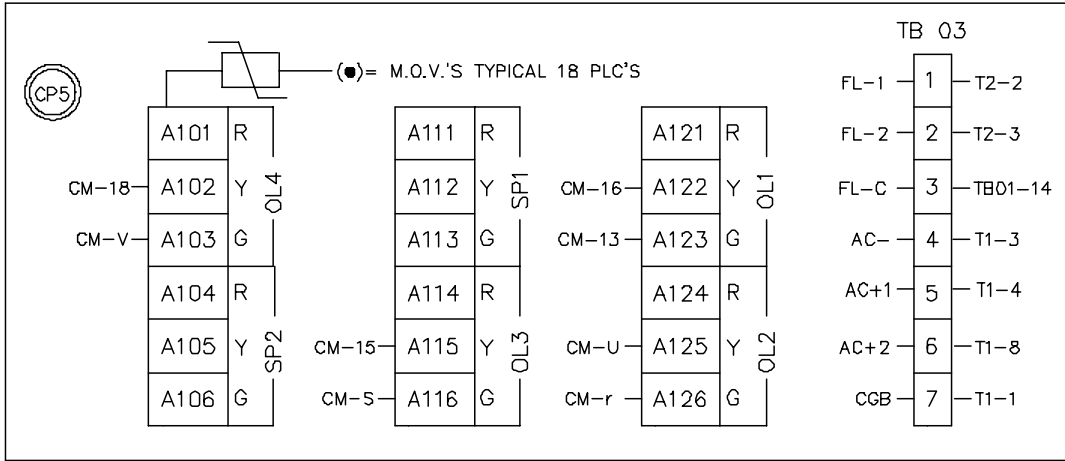 TB 03
(●)= M.O.V.'S TYPICAL 18 PLC'S
CP5
A101 R
CM-18 A102 Y
CM-V A103 G
OL4
A104 R
A105 Y
A106 G
SP2
A111 R
A112 Y
A113 G
SP1
A114 R
CM-15 A115 Y
CM-S A116 G
OL3
A121 R
CM-16 A122 Y
CM-13 A123 G
OL1
A124 R
CM-U A125 Y
CM-r A126 G
OL2
FL-1 1 T2-2
FL-2 2 T2-3
FL-C 3 TB01-14
AC- 4 T1-3
AC+1 5 T1-4
AC+2 6 T1-8
CGB 7 T1-1